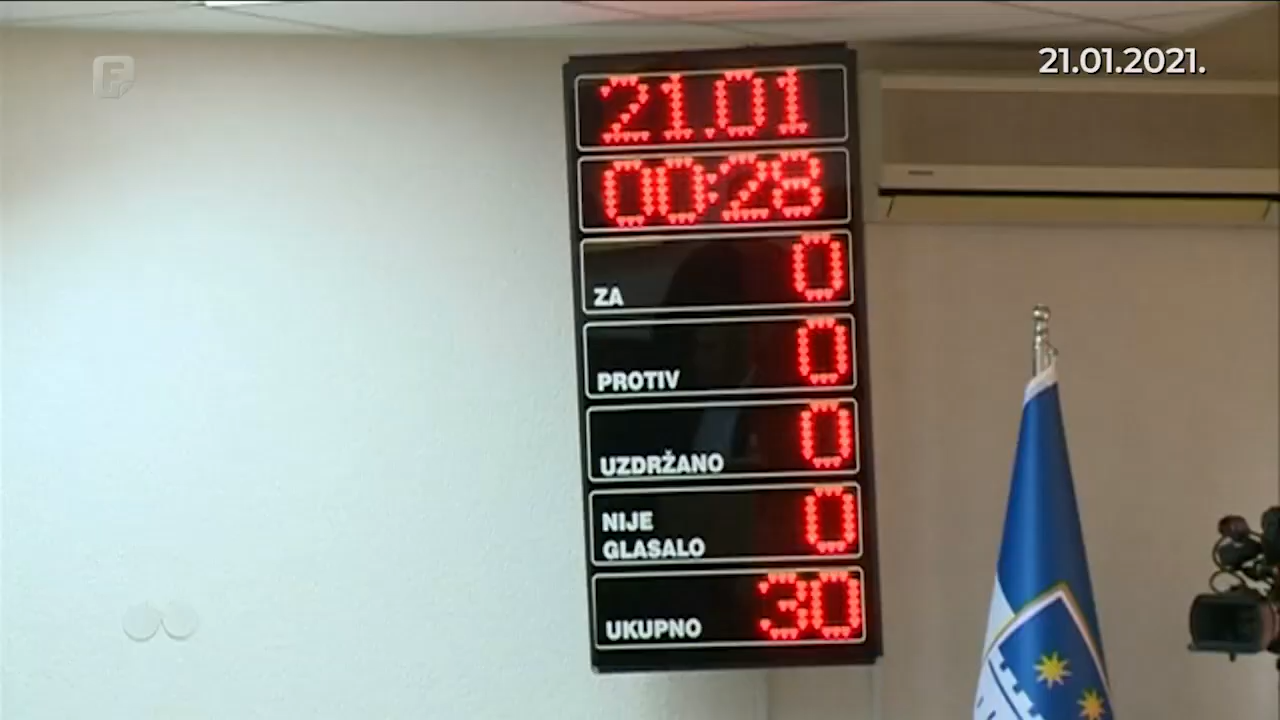 F
21.01.2021.
21.01
00:28
ZA 0
PROTIV 0
UZDRŽANO 0
NIJE
GLASALO 0
UKUPNO 30